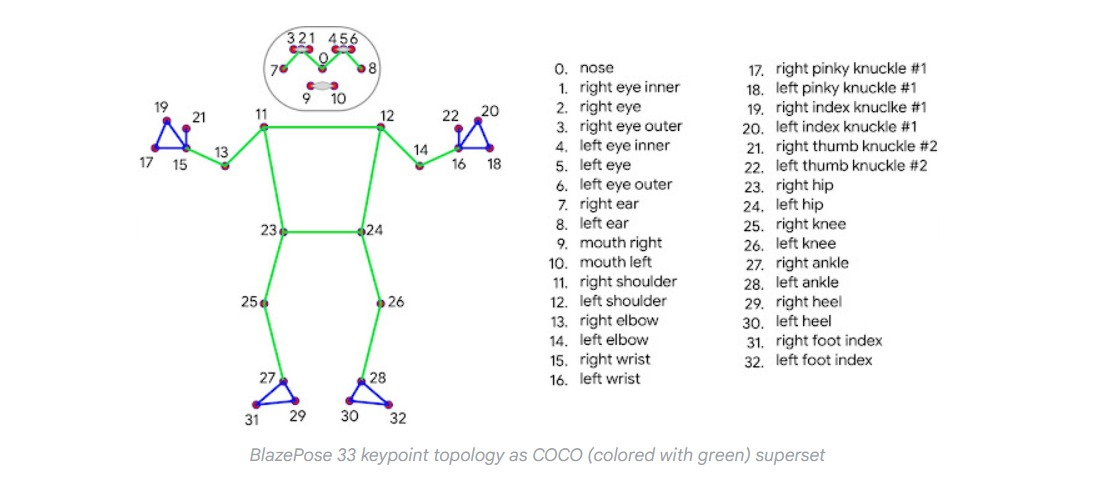 321 456
0
7 8
9 10
19 21 11 12 22 20
17 15 13 14 16 18
23 24
25 26
27 28
31 29 30 32
0. nose
1. right eye inner
2. right eye
3. right eye outer
4. left eye inner
5. left eye
6. left eye outer
7. right ear
8. left ear
9. mouth right
10. mouth left
11. right shoulder
12. left shoulder
13. right elbow
14. left elbow
15. right wrist
16. left wrist
17. right pinky knuckle #1
18. left pinky knuckle #1
19. right index knuclke #1
20. left index knuckle #1
21. right thumb knuckle #2
22. left thumb knuckle #2
23. right hip
24. left hip
25. right knee
26. left knee
27. right ankle
28. left ankle
29. right heel
30. left heel
31. right foot index
32. left foot index
BlazePose 33 keypoint topology as COCO (colored with green) superset